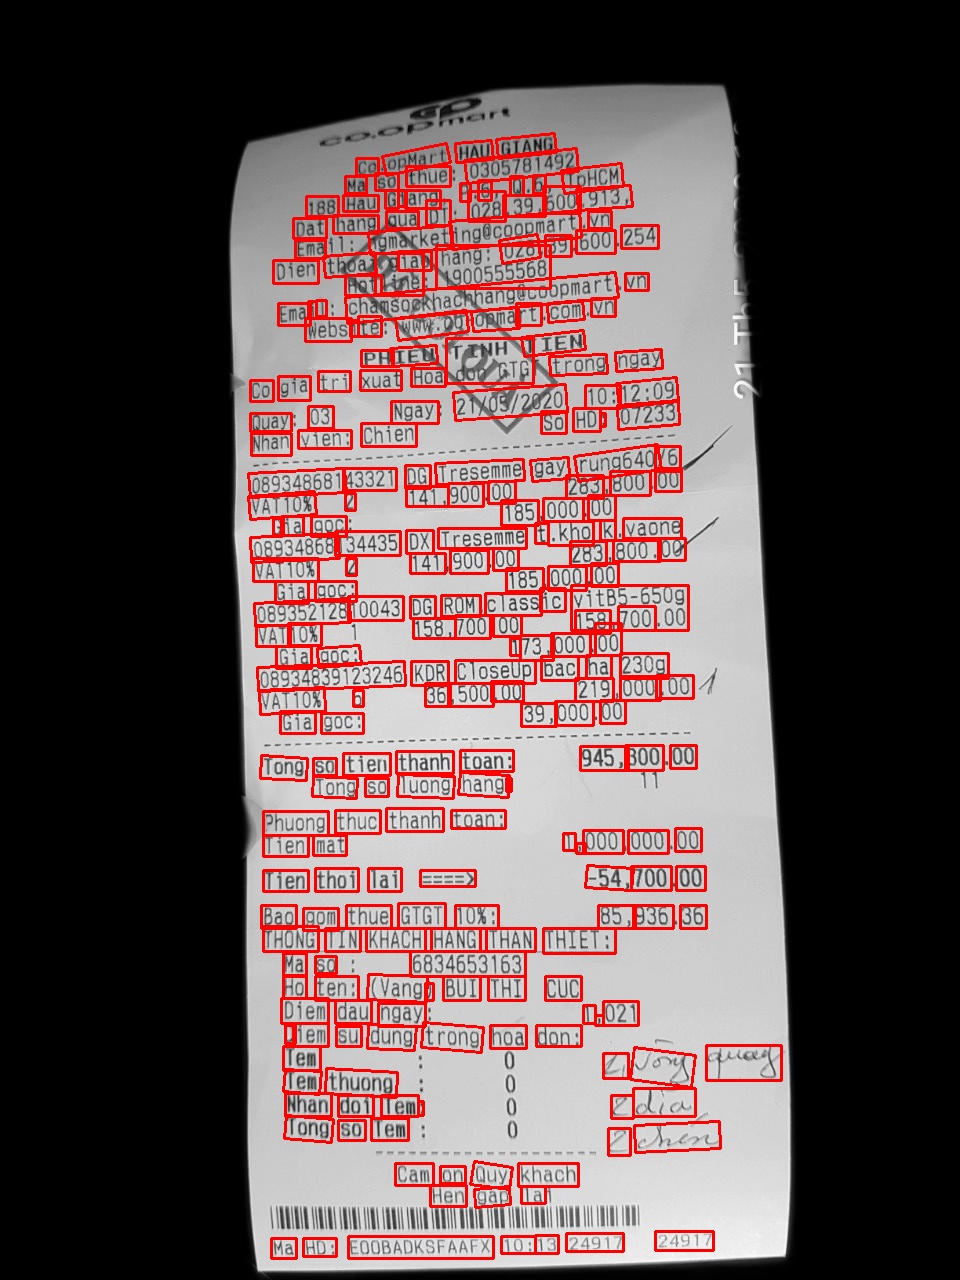 co.opmart
Co.opMart HAU GIANG
Ma so thue: 0305781492
188 Hau Giang P.6, Q.6, TpHCM
Dat hang qua DT: 028.39.600.913,
Email: hgmarketing@coopmart.vn
Dien thoai giao hang: 028.39.600.254
Hotline: 1900555568
Email: chamsockhachhang@coopmart.vn
Website: www.co-opmart.com.vn
PHIEU TINH TIEN
Co gia tri xuat Hoa don GTG trong ngay
Quay: 03 Ngay: 21/05/2020 10:12:09
Nhan vien: Chien So HD: 07233
08934868143321 DG Tresemme gay rung640Y6
VAT10% 2 141,900.00 283,800.00
Gia goc: 185,000.00
08934868134435 DX Tresemme t.kho k.vaone
VAT10% 2 141,900.00 283,800.00
Gia goc: 185,000.00
08935212810043 DG ROM classic vitB5-650g
VAT10% 1 158,700.00 158,700.00
Gia goc: 173,000.00
08934839123246 KDR CloseUp bac ha 230g
VAT10% 6 36,500.00 219,000.00
Gia goc: 39,000.00
Tong so tien thanh toan: 945,300.00
Tong so luong hang: 11
Phuong thuc thanh toan:
Tien mat 1,000,000.00
Tien thoi lai ====> -54,700.00
Bao gom thue GTGT 10%: 85,936.36
THONG TIN KHACH HANG THAN THIET:
Ma so : 6834653163
Ho ten: (Vang) BUI THI CUC
Diem dau ngay: 1,021
Diem su dung trong hoa don:
Tem : 0
Tem thuong : 0
Nhan doi Tem: 0
Tong so Tem : 0
2 dĩa
2 chén
Cam on Quy khach
Hen gap lai
Ma HD: E00BADKSFAAFX 10:13 24917 24917